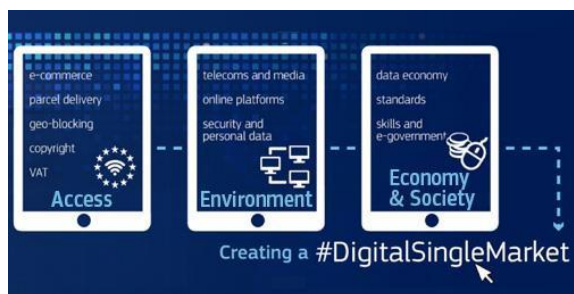 e-commerce
parcel delivery
geo-blocking
copyright
VAT
Access
telecoms and media
online platforms
security and
personal data
Environment
data economy
standards
skills and
e-government
Economy
& Society
Creating a #DigitalSingleMarket